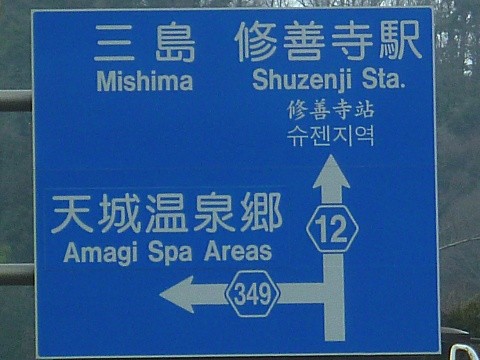 三島 修善寺駅
Mishima Shuzenji Sta.
修善寺站
슈젠지역
12
天城温泉郷
Amagi Spa Areas
349